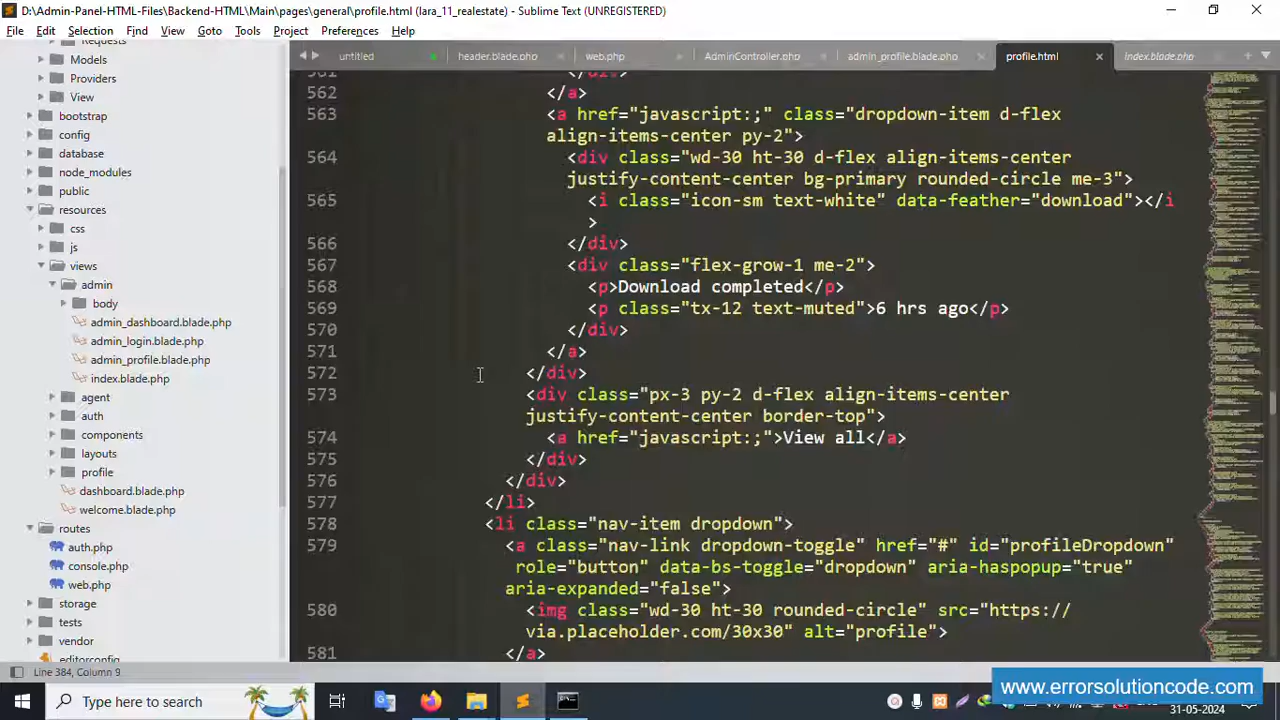 D:\Admin-Panel-HTML-Files\Backend-HTML\Main\pages\general\profile.html (lara_11_realestate) - Sublime Text (UNREGISTERED)
File Edit Selection Find View Goto Tools Project Preferences Help
untitled header.blade.php web.php AdminController.php admin_profile.blade.php profile.html index.blade.php
Requests
Models
Providers
View
bootstrap
config
database
node_modules
public
resources
css
js
views
admin
body
admin_dashboard.blade.php
admin_login.blade.php
admin_profile.blade.php
index.blade.php
agent
auth
components
layouts
profile
dashboard.blade.php
welcome.blade.php
routes
auth.php
console.php
web.php
storage
tests
vendor
.editorconfig
561 </div>
562 </a>
563 <a href="javascript:;" class="dropdown-item d-flex
align-items-center py-2">
564 <div class="wd-30 ht-30 d-flex align-items-center
justify-content-center bg-primary rounded-circle me-3">
565 <i class="icon-sm text-white" data-feather="download"></i
>
566 </div>
567 <div class="flex-grow-1 me-2">
568 <p>Download completed</p>
569 <p class="tx-12 text-muted">6 hrs ago</p>
570 </div>
571 </a>
572 </div>
573 <div class="px-3 py-2 d-flex align-items-center
justify-content-center border-top">
574 <a href="javascript:;">View all</a>
575 </div>
576 </div>
577 </li>
578 <li class="nav-item dropdown">
579 <a class="nav-link dropdown-toggle" href="#" id="profileDropdown"
role="button" data-bs-toggle="dropdown" aria-haspopup="true"
aria-expanded="false">
580 <img class="wd-30 ht-30 rounded-circle" src="https://
via.placeholder.com/30x30" alt="profile">
581 </a>
Line 384, Column 9
Type here to search
www.errorsolutioncode.com
31-05-2024